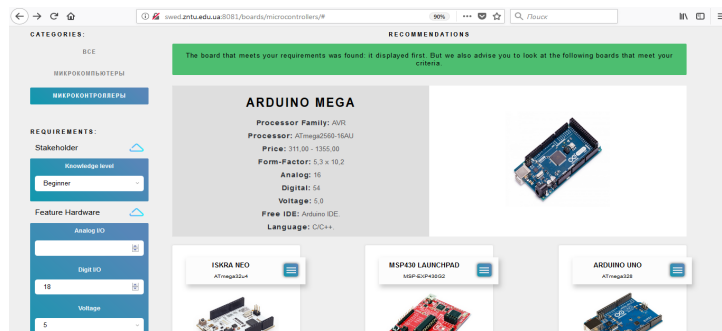 swed.zntu.edu.ua:8081/boards/microcontrollers/#
90%
Поиск
CATEGORIES:
ВСЕ
МИКРОКОМПЬЮТЕРЫ
МИКРОКОНТРОЛЛЕРЫ
REQUIREMENTS:
Stakeholder
Knowledge level
Beginner
Feature Hardware
Analog I/O
Digit I/O
18
Voltage
5
RECOMMENDATIONS
The board that meets your requirements was found: it displayed first. But we also advise you to look at the following boards that meet your
criteria.
ARDUINO MEGA
Processor Family: AVR
Processor: ATmega2560-16AU
Price: 311,00 - 1355,00
Form-Factor: 5,3 x 10,2
Analog: 16
Digital: 54
Voltage: 5,0
Free IDE: Arduino IDE.
Language: C/C++.
ISKRA NEO
ATmega32u4
MSP430 LAUNCHPAD
MSP-EXP430G2
ARDUINO UNO
ATmega328